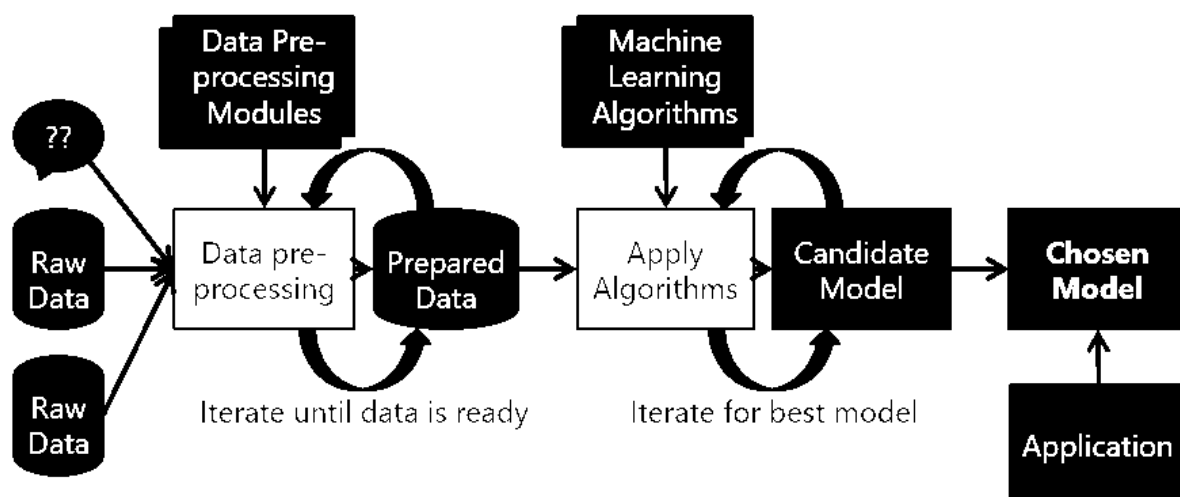 Data Pre-
processing
Modules
Machine
Learning
Algorithms
??
Raw
Data
Data pre-
processing
Prepared
Data
Apply
Algorithms
Candidate
Model
Chosen
Model
Raw
Data
Iterate until data is ready
Iterate for best model
Application